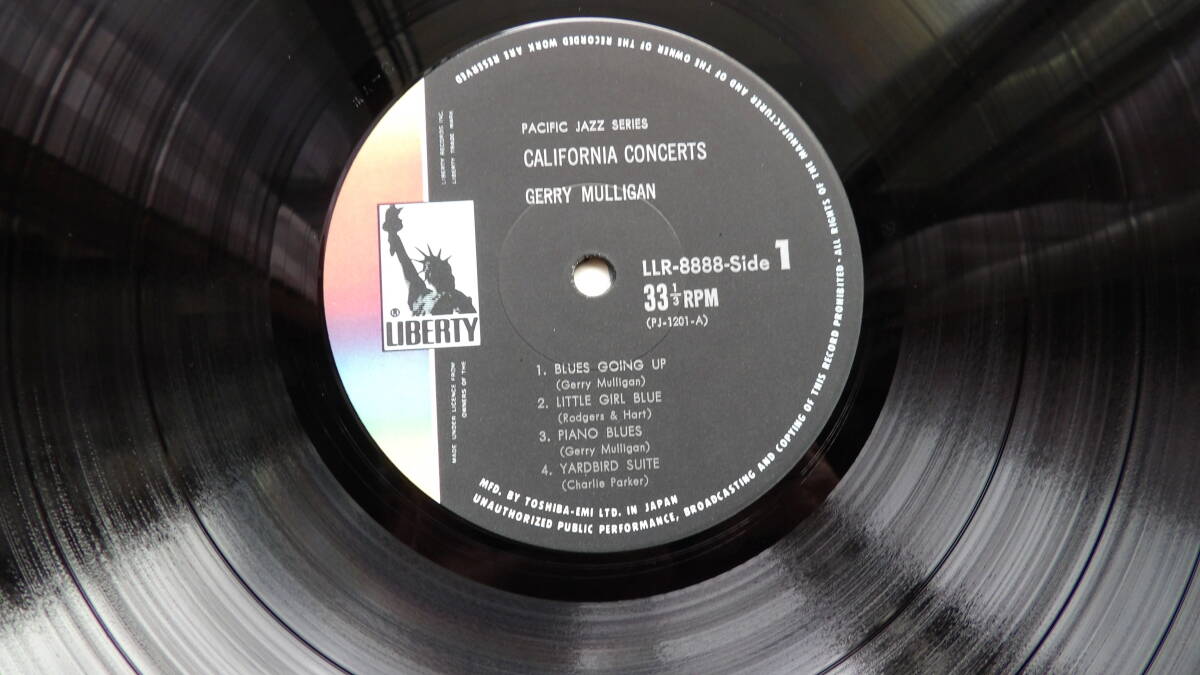 PACIFIC JAZZ SERIES
CALIFORNIA CONCERTS
GERRY MULLIGAN
LLR-8888-Side 1
33 1/3 RPM
(PJ-1201-A)
LIBERTY RECORDS INC.
LIBERTY TRADE MARK
® LIBERTY
MADE UNDER LICENCE FROM
OWNERS OF THE
1. BLUES GOING UP
(Gerry Mulligan)
2. LITTLE GIRL BLUE
(Rodgers & Hart)
3. PIANO BLUES
(Gerry Mulligan)
4. YARDBIRD SUITE
(Charlie Parker)
MFD. BY TOSHIBA-EMI LTD. IN JAPAN
UNAUTHORIZED PUBLIC PERFORMANCE, BROADCASTING AND COPYING OF THIS RECORD PROHIBITED - ALL RIGHTS OF THE MANUFACTURER AND OF THE OWNER OF THE RECORDED WORK ARE RESERVED